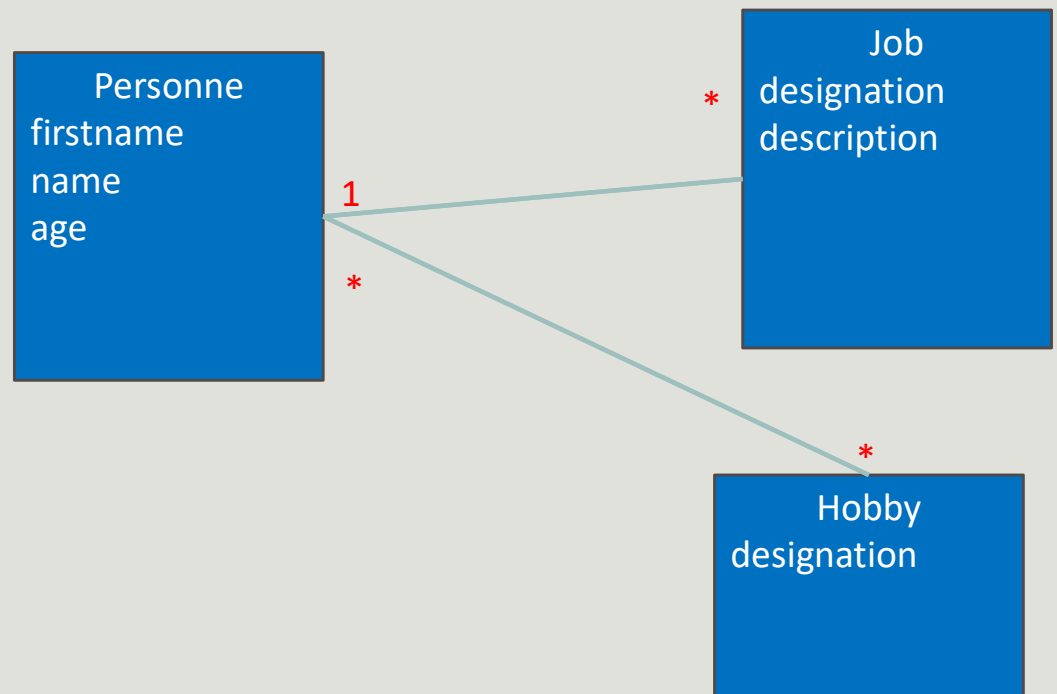 Personne
firstname
name
age
1
*
*
Job
designation
description
*
Hobby
designation